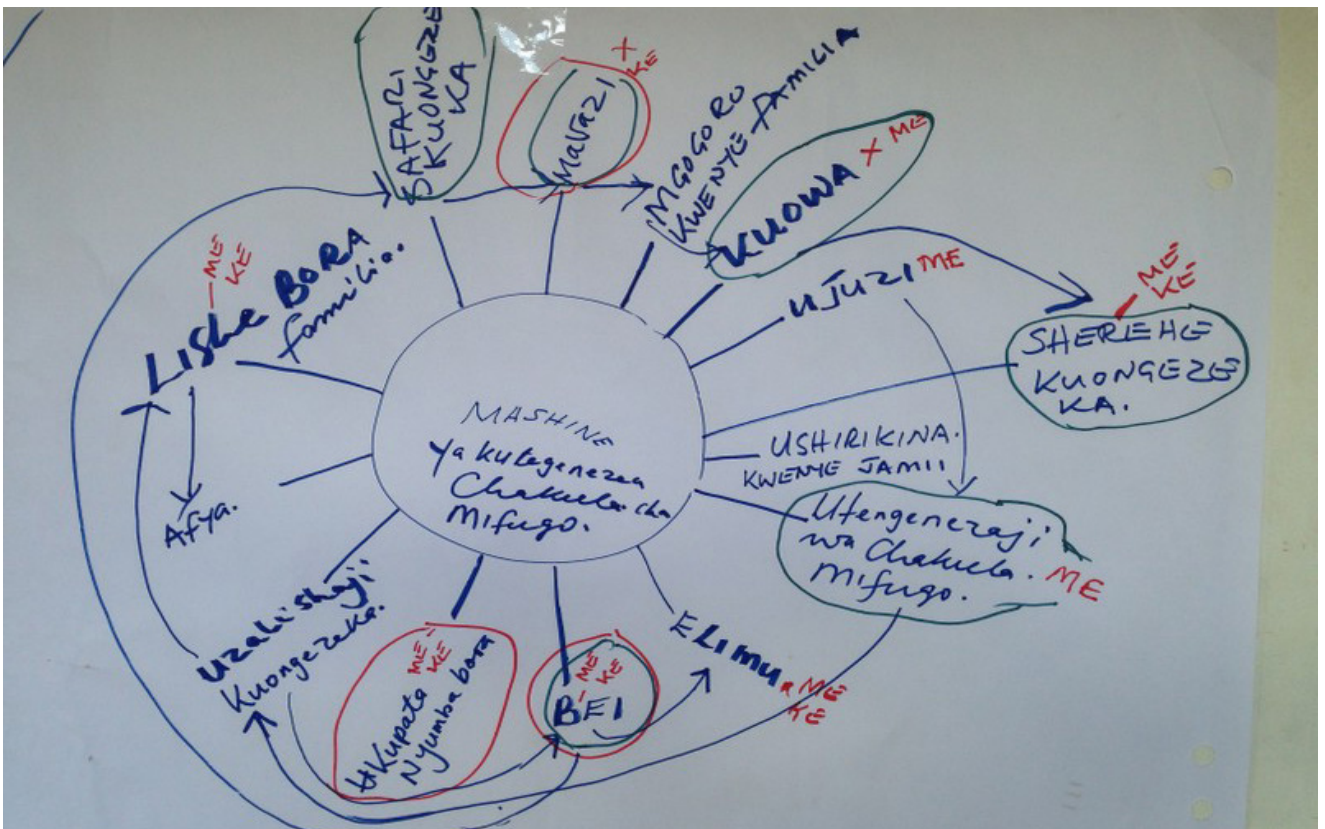 SAFARI
KUONGEZE
KA
MaVaZI
X
KE
MGOGORO
KWENYE familia
KUOWA X ME
UJUZI ME
ME
KE
SHEREHE
KUONGEZE
KA.
USHIRIKINA.
KWENYE JAMII
Utengenezaji
wa Chakula.
Mifugo. ME
ELIMU. ME
KE
ME
KE
BEI
ME
KE
Kupata
Nyumba bora
Uzalishaji
Kuongezeka.
Afya.
ME
KE
Lishe BORA
familia.
MASHINE
Ya kutegenezea
Chakula cha
Mifugo.